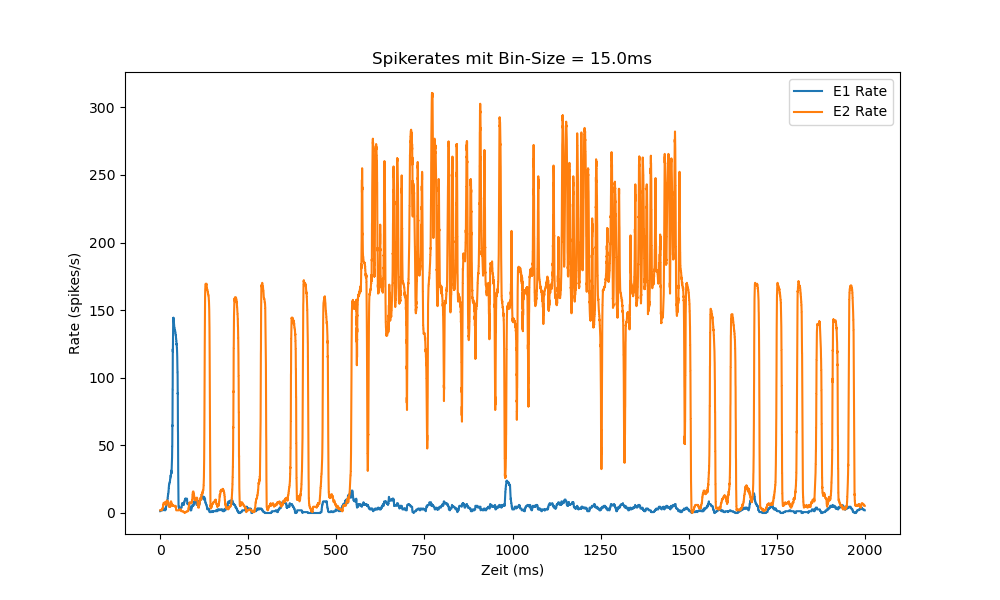 Spikerates mit Bin-Size = 15.0ms
E1 Rate
E2 Rate
Rate (spikes/s)
300
250
200
150
100
50
0
0 250 500 750 1000 1250 1500 1750 2000
Zeit (ms)